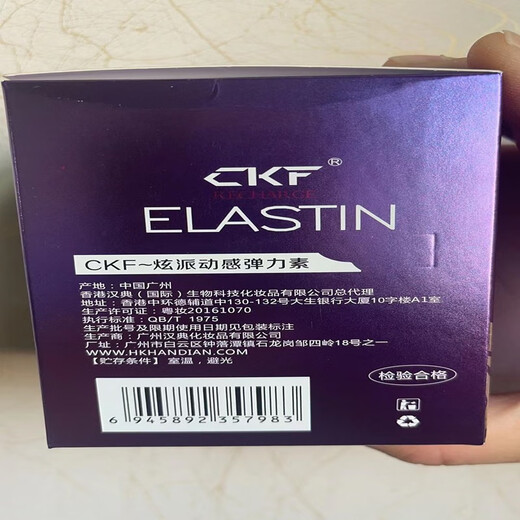 CKF®
TOPCHARGE
ELASTIN
CKF~炫派动感弹力素
产地：中国广州
香港汉典（国际）生物科技化妆品有限公司总代理
地址：香港中环德辅道中130-132号大生银行大厦10字楼A1室
生产许可证：粤妆20161070
执行标准：QB/T 1975
生产批号及限期使用日期见包装标注
生产商：广州汉典化妆品有限公司
厂址：广州市白云区钟落潭镇石龙岗邹四岭18号之一
WWW.HKHANDIAN.COM
【贮存条件】室温，避光
检验合格
6 945892 357983